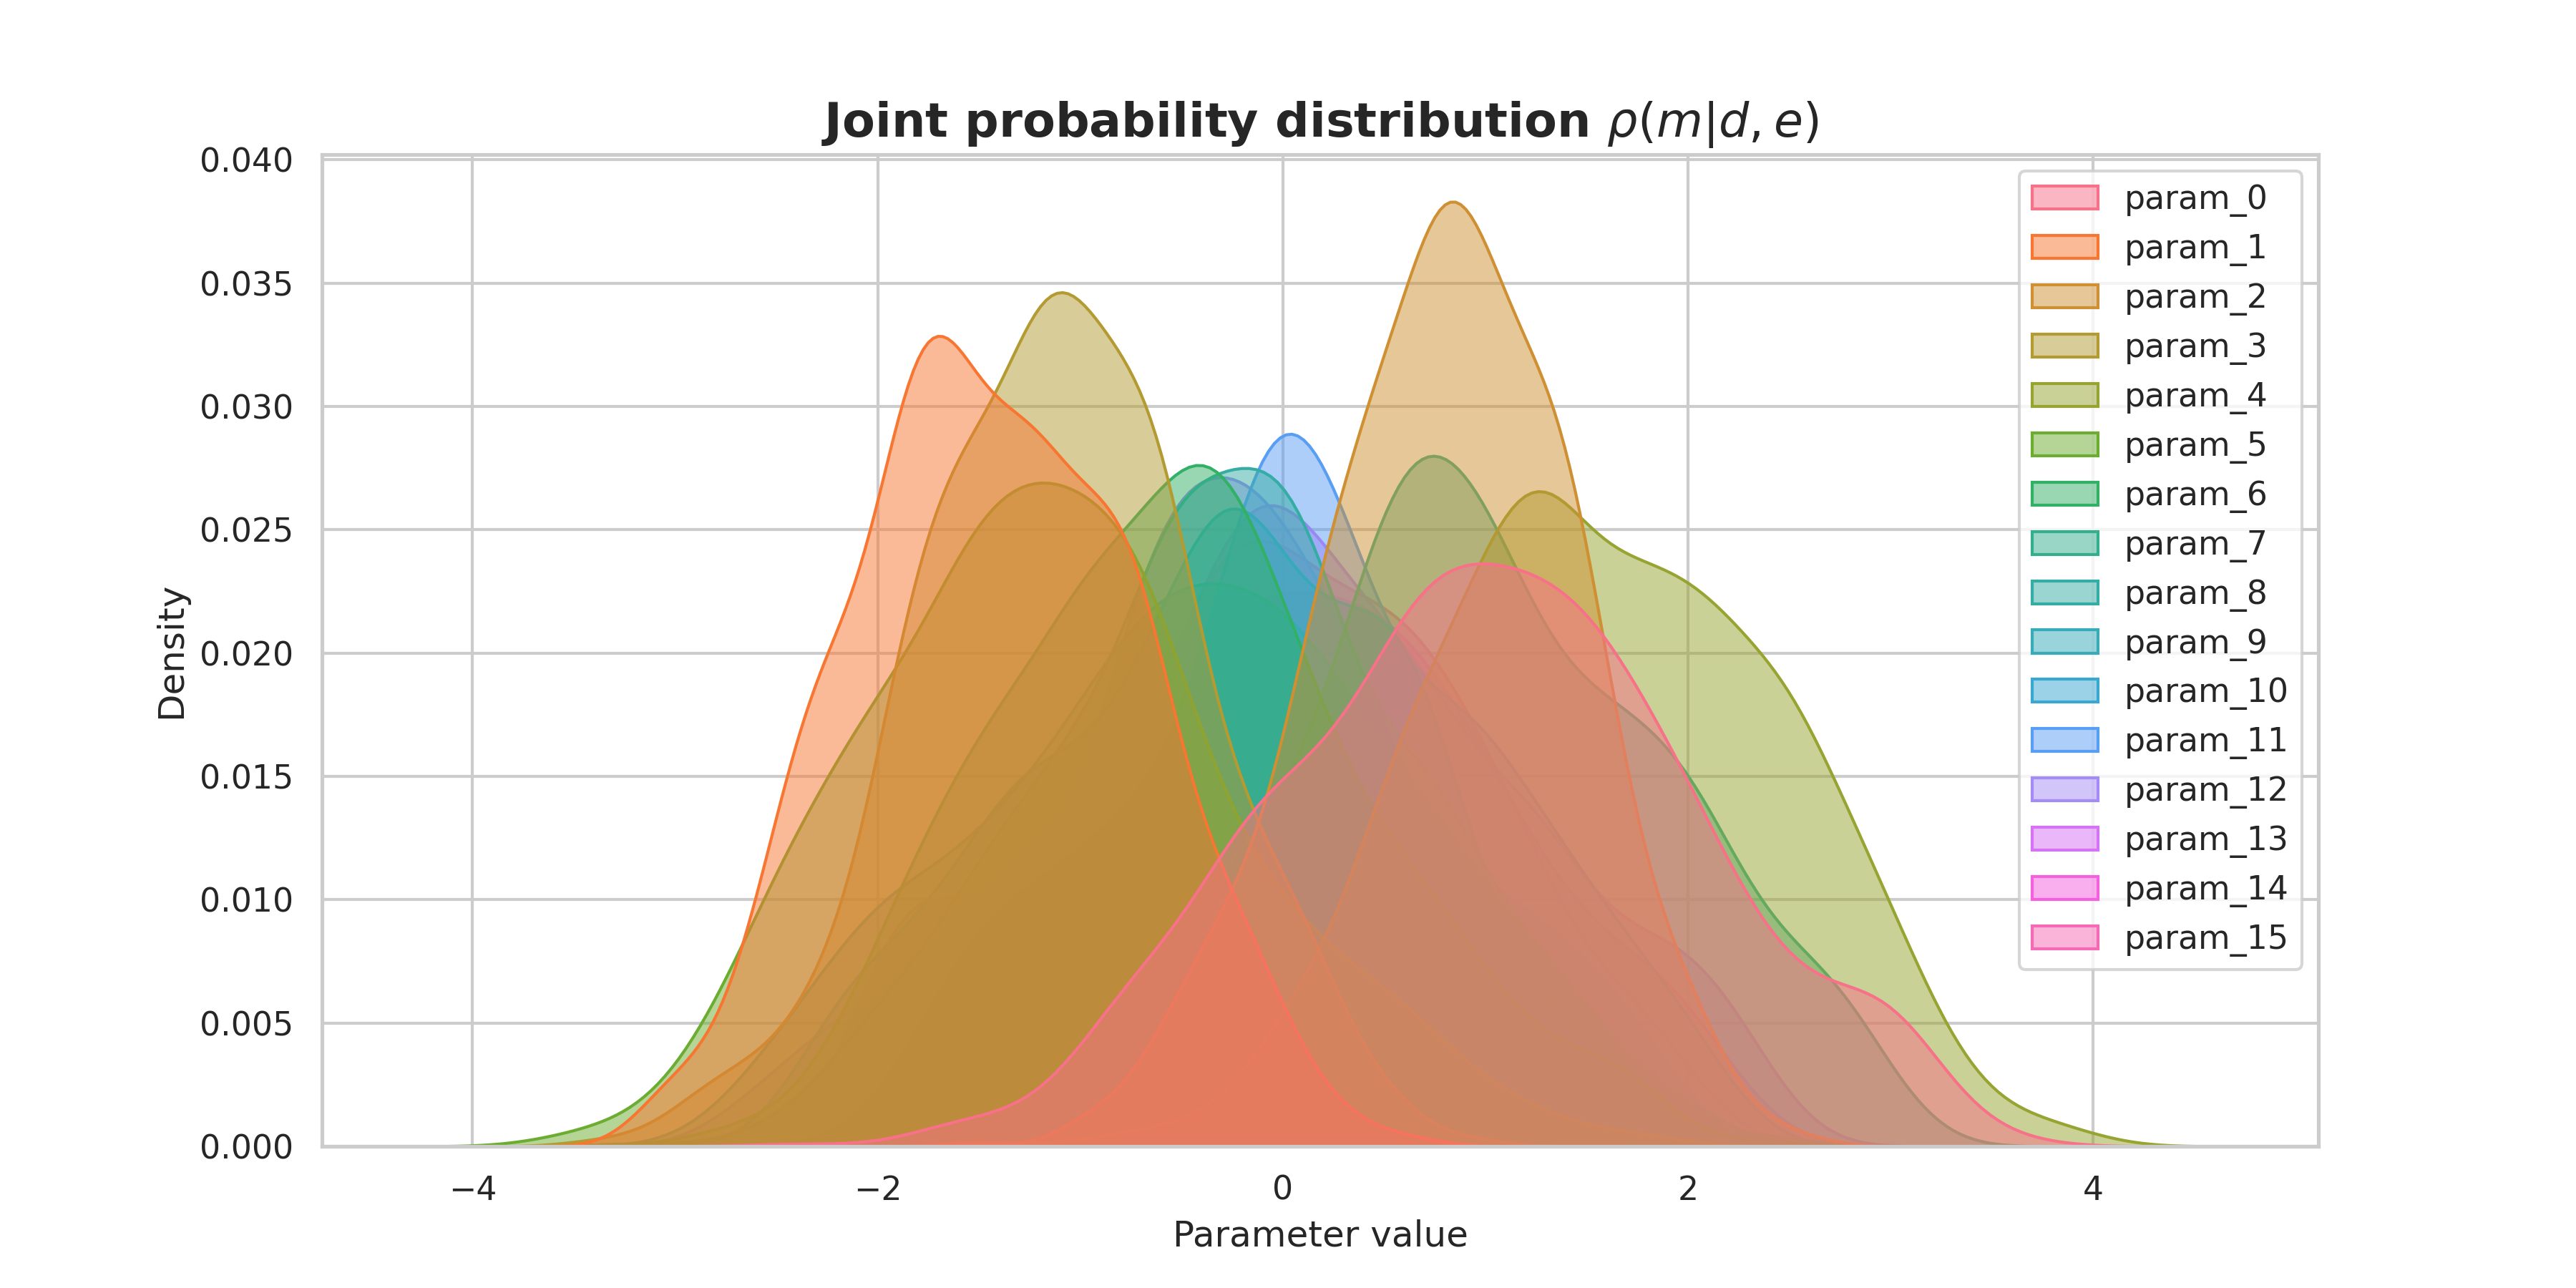 Joint probability distribution ρ(m|d, e)
0.040
0.035
0.030
0.025
0.020
0.015
0.010
0.005
0.000
Density
−4
−2
0
2
4
Parameter value
param_0
param_1
param_2
param_3
param_4
param_5
param_6
param_7
param_8
param_9
param_10
param_11
param_12
param_13
param_14
param_15